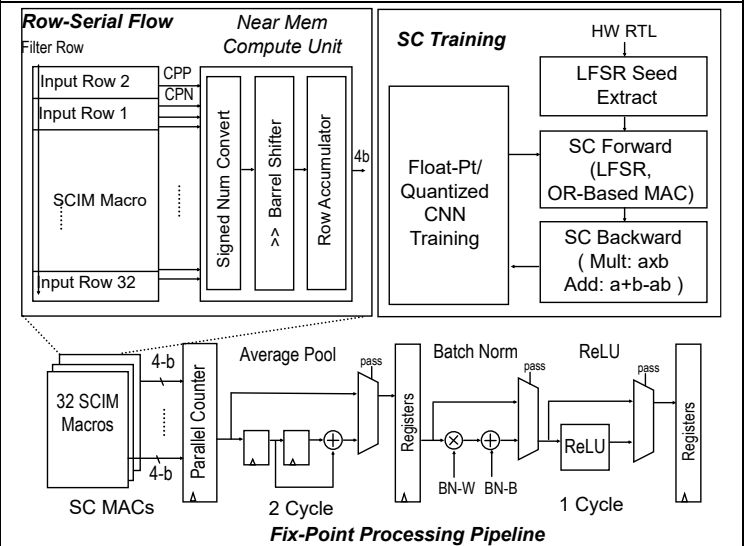 Row-Serial Flow
Near Mem
Compute Unit
Filter Row
CPP
CPN
Input Row 2
Input Row 1
SCIM Macro
........
........
Input Row 32
Signed Num Convert
>> Barrel Shifter
Row Accumulator
4b
SC Training
HW RTL
LFSR Seed
Extract
Float-Pt/
Quantized
CNN
Training
SC Forward
(LFSR,
OR-Based MAC)
SC Backward
( Mult: axb
Add: a+b-ab )
32 SCIM
Macros
4-b
4-b
SC MACs
Parallel Counter
Average Pool
pass
2 Cycle
Registers
Batch Norm
pass
BN-W
BN-B
ReLU
pass
ReLU
1 Cycle
Registers
Fix-Point Processing Pipeline